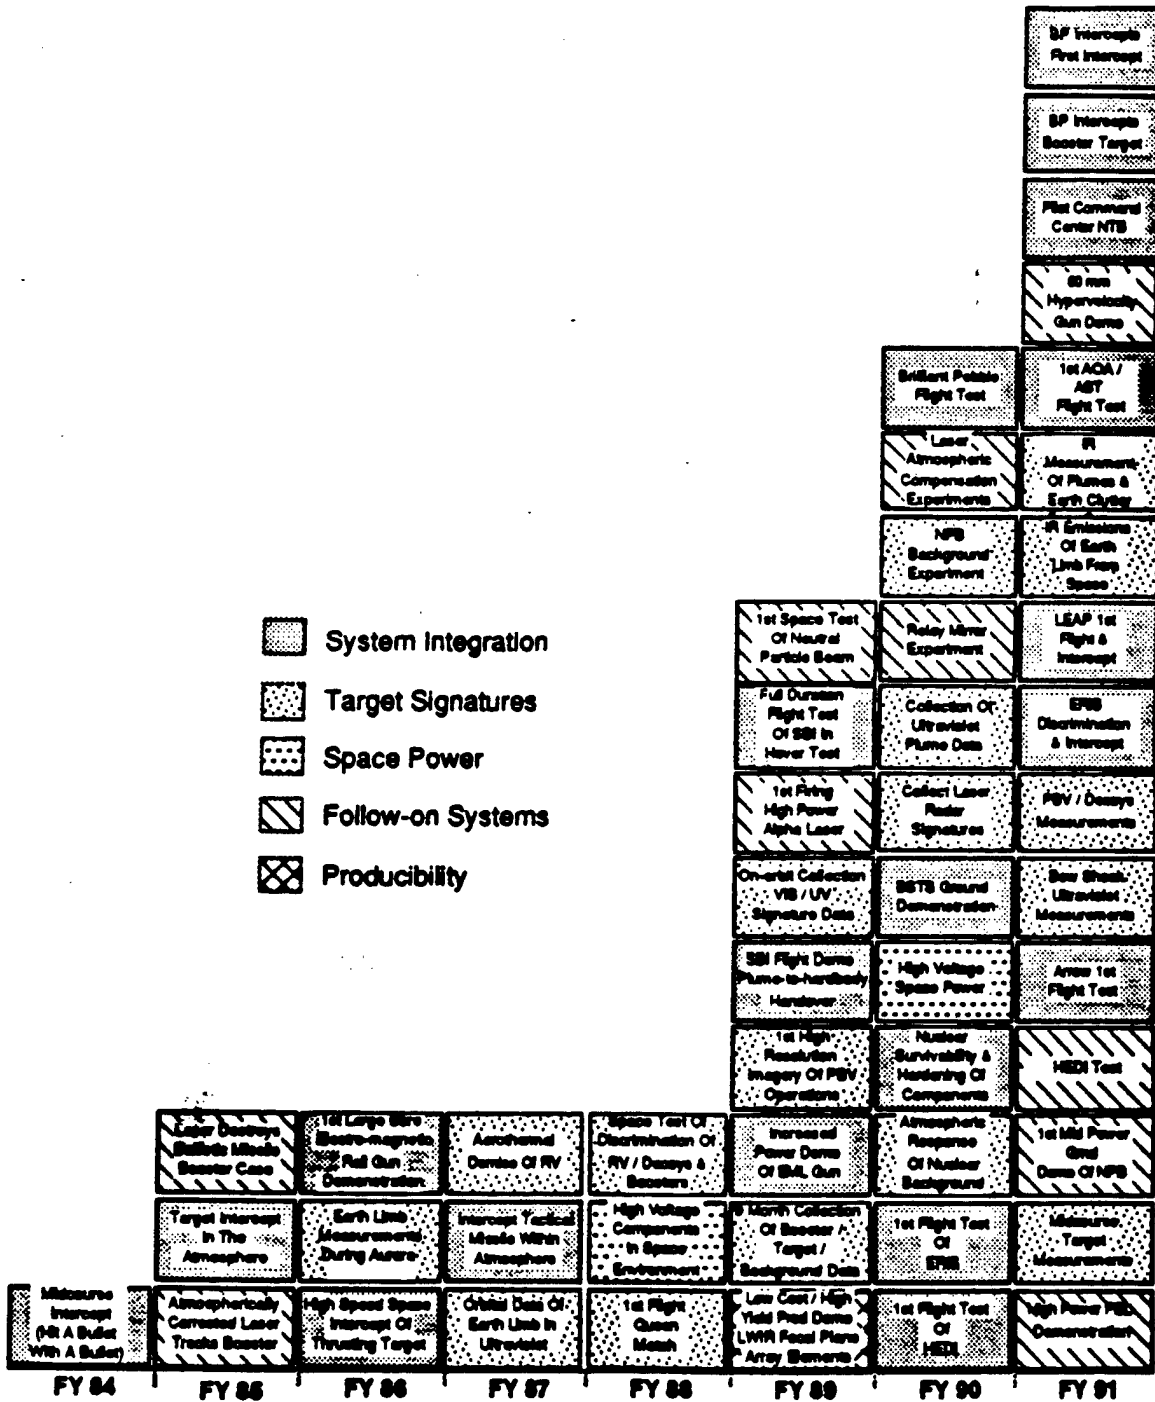 BP Intercepts
First Intercept
BP Intercepts
Booster Target
Pilot Command
Center NTB
60 mm
Hypervelocity
Gun Demo
Brilliant Pebble
Flight Test
1st AOA /
AST
Flight Test
Laser
Atmospheric
Compensation
Experiments
IR
Measurement
Of Plumes &
Earth Clutter
NPB
Background
Experiment
IR Emissions
Of Earth
Limb From
Space
1st Space Test
Of Neutral
Particle Beam
Relay Mirror
Experiment
LEAP 1st
Flight &
Intercept
Full Duration
Flight Test
Of SBI In
Hover Test
Collection Of
Ultraviolet
Plume Data
ERIS
Discrimination
& Intercept
1st Firing
High Power
Alpha Laser
Collect Laser
Radar
Signatures
PBV / Decoys
Measurements
On-orbit Collection
VIS / UV
Signature Data
BSTS Ground
Demonstration
Bow Shock
Ultraviolet
Measurements
SBI Flight Demo
Plume-to-hardbody
Handover
High Voltage
Space Power
Arrow 1st
Flight Test
1st High
Resolution
Imagery Of PBV
Operations
Nuclear
Survivability &
Hardening Of
Components
HEDI Test
Laser Destroys
Ballistic Missile
Booster Case
1st Large Bore
Electro-magnetic
Rail Gun
Demonstration
Aerothermal
Demise Of RV
Space Test Of
Discrimination Of
RV / Decoys &
Boosters
Increased
Power Demo
Of EML Gun
Atmospheric
Response
Of Nuclear
Background
1st Mid Power
Grnd
Demo Of NPB
Target Intercept
In The
Atmosphere
Earth Limb
Measurements
During Aurora
Intercept Tactical
Missile Within
Atmosphere
High Voltage
Components
In Space
Environment
Month Collection
Of Booster /
Target /
Background Data
1st Flight Test
Of
ERIS
Midcourse
Target
Measurements
Midcourse
Intercept
(Hit A Bullet
With A Bullet)
Atmospherically
Corrected Laser
Tracks Booster
High Speed Space
Intercept Of
Thrusting Target
Orbital Data Of
Earth Limb In
Ultraviolet
1st Flight
Queen
Match
Low Cost / High
Yield Prod Demo
LWIR Focal Plane
Array Elements
1st Flight Test
Of
HEDI
High Power
Demonstration
FY 84
FY 85
FY 86
FY 87
FY 88
FY 89
FY 90
FY 91
System Integration
Target Signatures
Space Power
Follow-on Systems
Producibility